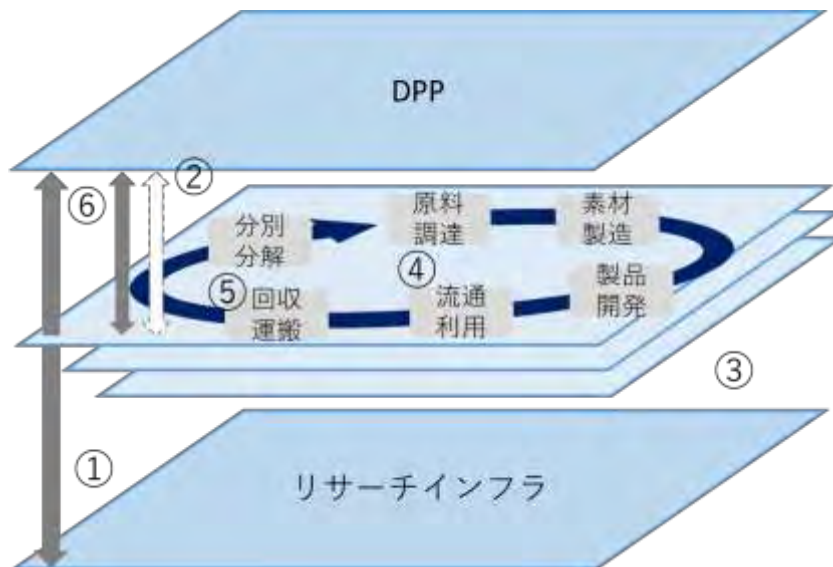 DPP
②
⑥
原料
調達
素材
製造
分別
分解
④
⑤
回収
運搬
流通
利用
製品
開発
③
①
リサーチインフラ